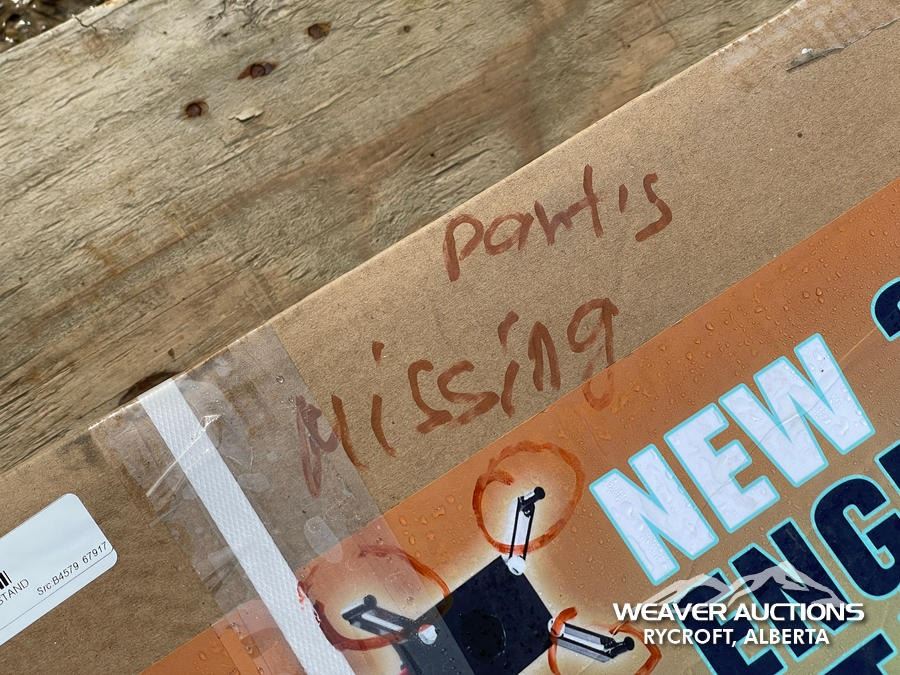 part's
Missing
NEW
ENG
STAND
Src:B4579 67917
WEAVER AUCTIONS
RYCROFT, ALBERTA